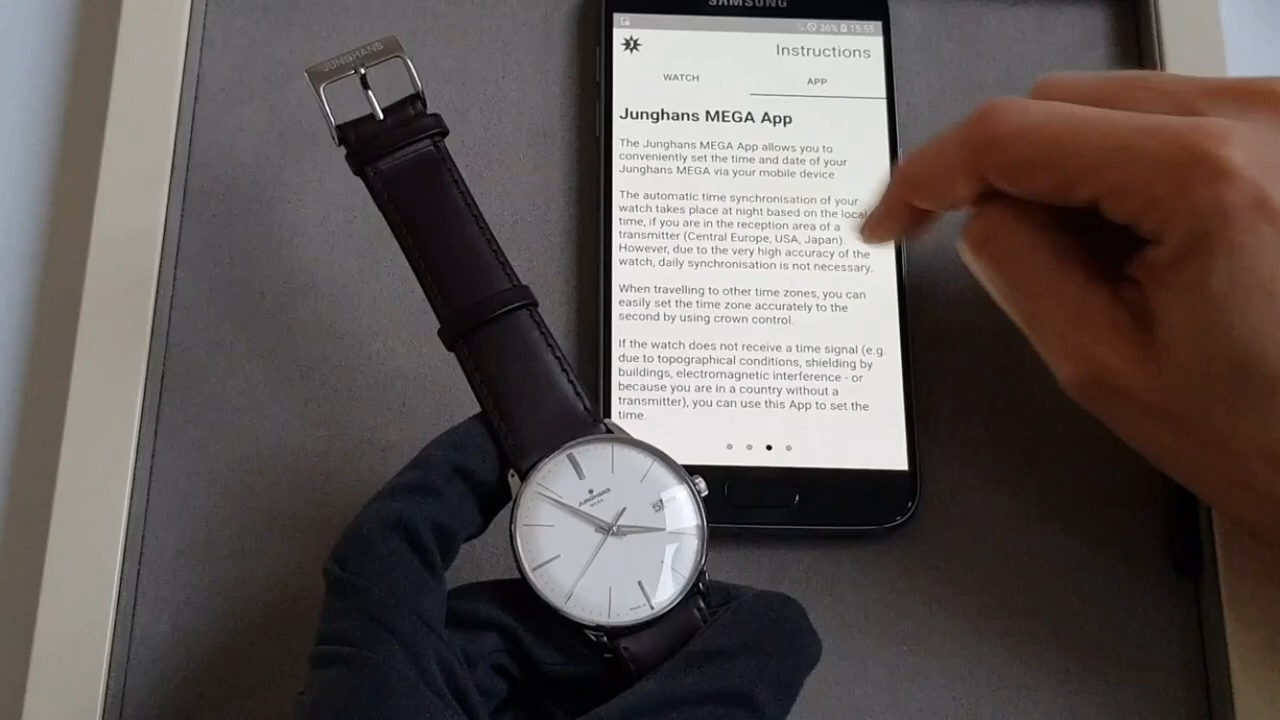 SAMSUNG
36% 15:55
Instructions
WATCH APP
Junghans MEGA App
The Junghans MEGA App allows you to
conveniently set the time and date of your
Junghans MEGA via your mobile device.
The automatic time synchronisation of your
watch takes place at night based on the local
time, if you are in the reception area of a
transmitter (Central Europe, USA, Japan).
However, due to the very high accuracy of the
watch, daily synchronisation is not necessary.
When travelling to other time zones, you can
easily set the time zone accurately to the
second by using crown control.
If the watch does not receive a time signal (e.g.
due to topographical conditions, shielding by
buildings, electromagnetic interference - or
because you are in a country without a
transmitter), you can use this App to set the
time.
JUNGHANS
JUNGHANS
MEGA